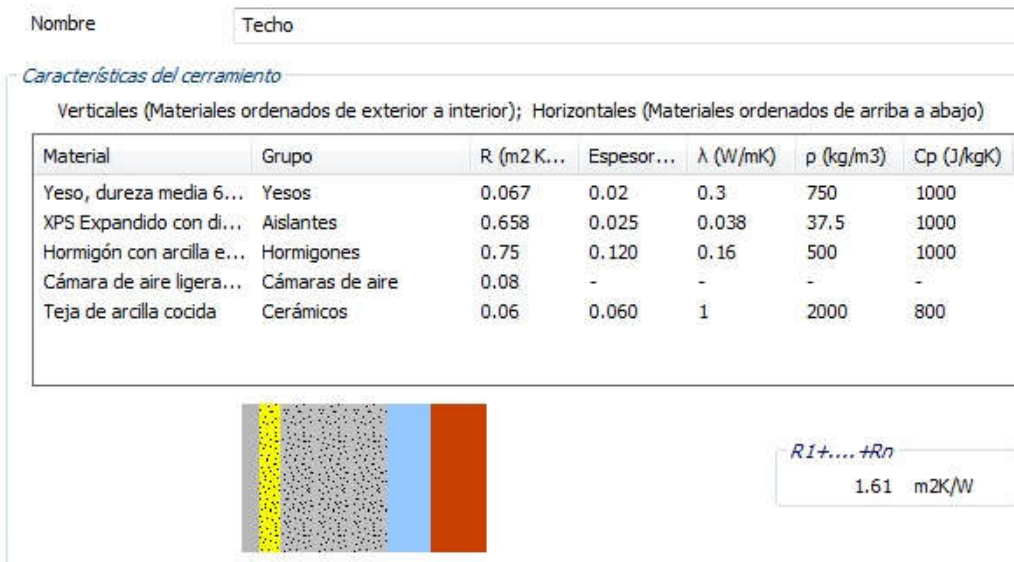 Nombre Techo
Características del cerramiento
Verticales (Materiales ordenados de exterior a interior); Horizontales (Materiales ordenados de arriba a abajo)
Material Grupo R (m2 K... Espesor... λ (W/mK) ρ (kg/m3) Cp (J/kgK)
Yeso, dureza media 6... Yesos 0.067 0.02 0.3 750 1000
XPS Expandido con di... Aislantes 0.658 0.025 0.038 37.5 1000
Hormigón con arcilla e... Hormigones 0.75 0.120 0.16 500 1000
Cámara de aire ligera... Cámaras de aire 0.08 - - - -
Teja de arcilla cocida Cerámicos 0.06 0.060 1 2000 800
R1+....+Rn
1.61 m2K/W